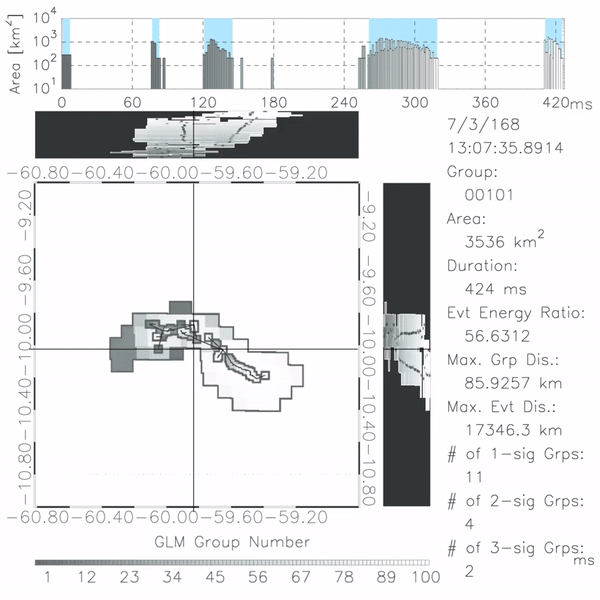 Area [km2]
10^4
10^3
10^2
10^1
0 60 120 180 240 300 360 420ms
7/3/168
13:07:35.8914
Group:
00101
Area:
3536 km2
Duration:
424 ms
Evt Energy Ratio:
56.6312
Max. Grp Dis.:
85.9257 km
Max. Evt Dis.:
17346.3 km
# of 1-sig Grps:
11
# of 2-sig Grps:
4
# of 3-sig Grps:
2
ms
-60.80 -60.40 -60.00 -59.60 -59.20
-9.20
-9.60
-10.00
-10.40
-10.80
-9.20
-9.60
-10.00
-10.40
-10.80
-60.80 -60.40 -60.00 -59.60 -59.20
GLM Group Number
1 12 23 34 45 56 67 78 89 100